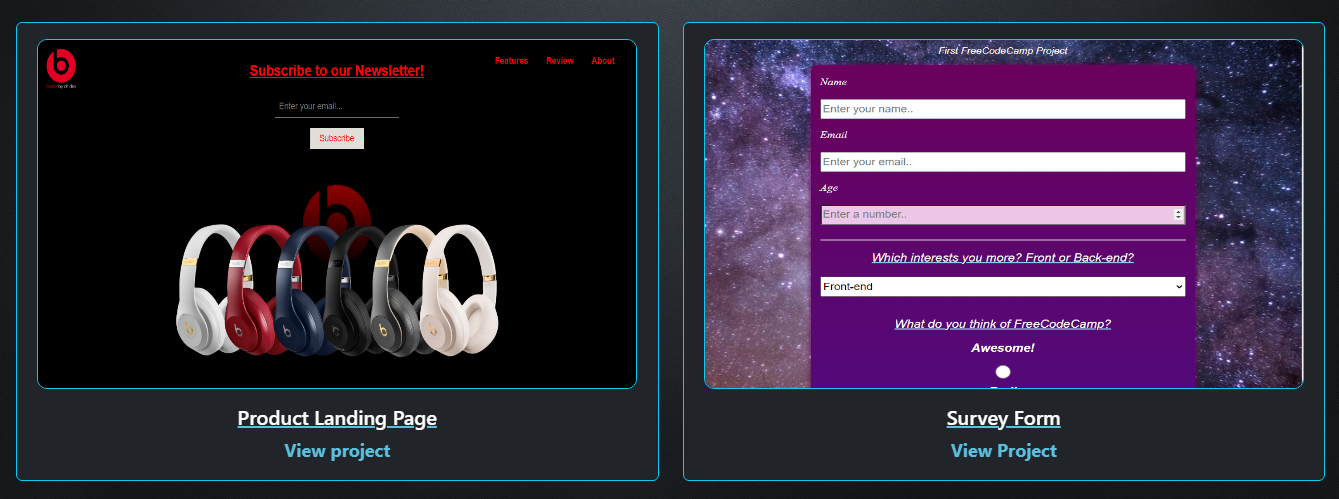 Subscribe to our Newsletter!
Features Review About
Enter your email...
Subscribe
Product Landing Page
View project
First FreeCodeCamp Project
Name
Enter your name..
Email
Enter your email..
Age
Enter a number..
Which interests you more? Front or Back-end?
Front-end
What do you think of FreeCodeCamp?
Awesome!
Survey Form
View Project